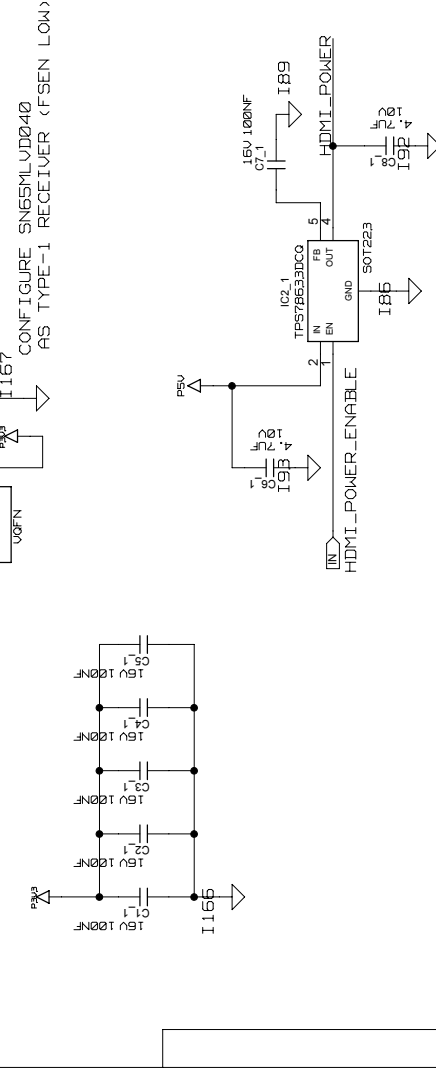 CONFIGURE SN65MLVD040
AS TYPE-1 RECEIVER (FSEN LOW)
I167
P3V3
VQFN
I89
16V 100NF
C7_1
HDMI_POWER
4.7UF
10V
C8_1
I92
5
4
FB
OUT
IC2_1
TPS78633DCQ
IN
EN
GND
SOT223
I86
2
1
P5V
4.7UF
10V
C6_1
I93
IN
HDMI_POWER_ENABLE
C5_1
16V 100NF
C4_1
16V 100NF
C3_1
16V 100NF
C2_1
16V 100NF
C1_1
16V 100NF
P3V3
I166